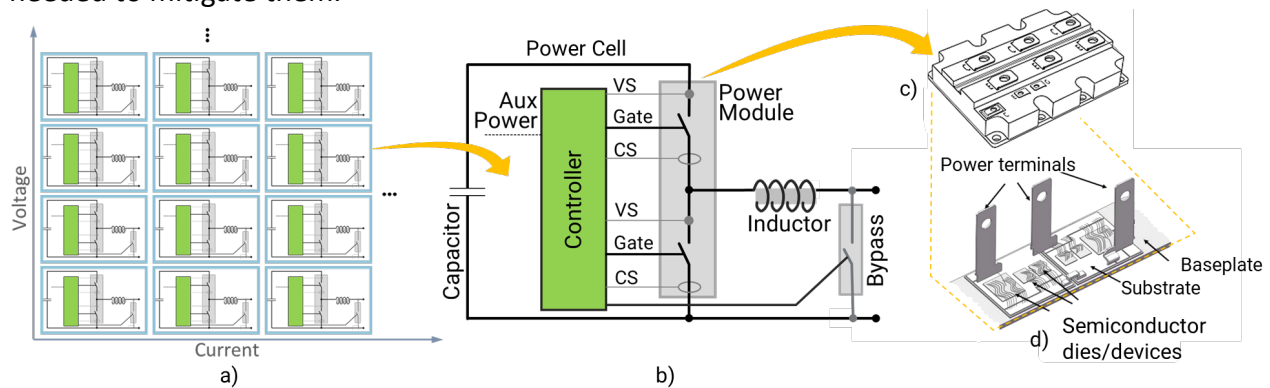 needed to mitigate them.
Voltage
Current
a)
Power Cell
Aux
Power
Capacitor
Controller
VS
Gate
CS
VS
Gate
CS
Power
Module
Inductor
Bypass
b)
c)
Power terminals
Baseplate
Substrate
Semiconductor
dies/devices
d)